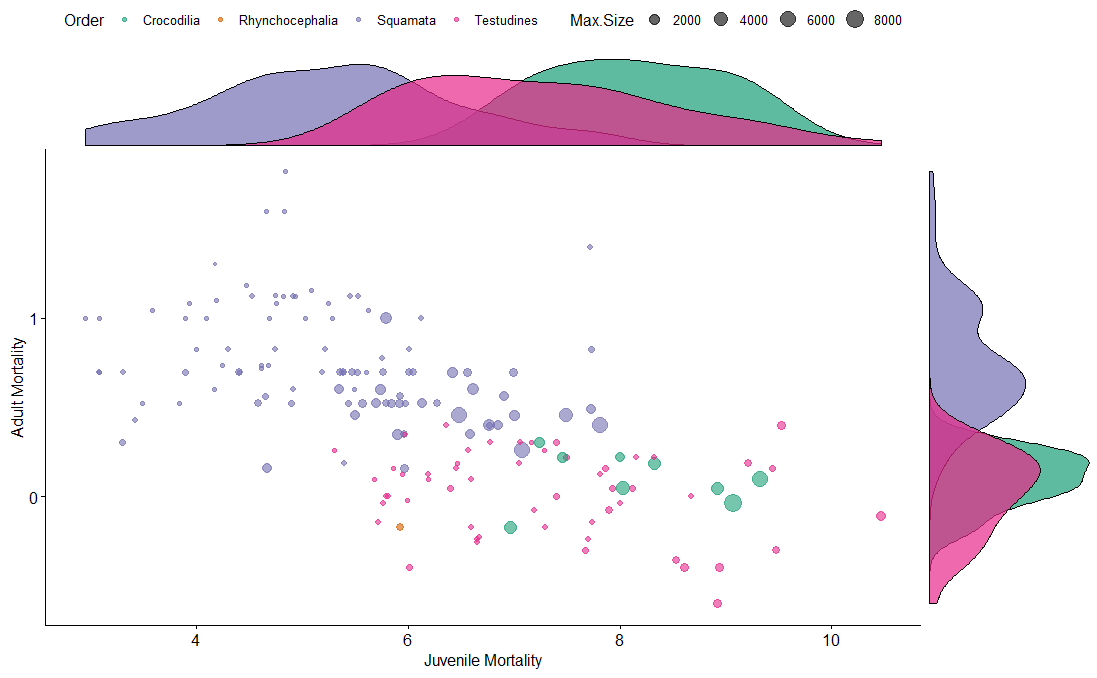 Order Crocodilia Rhynchocephalia Squamata Testudines Max.Size 2000 4000 6000 8000
1
Adult Mortality
0
4 6 8 10
Juvenile Mortality